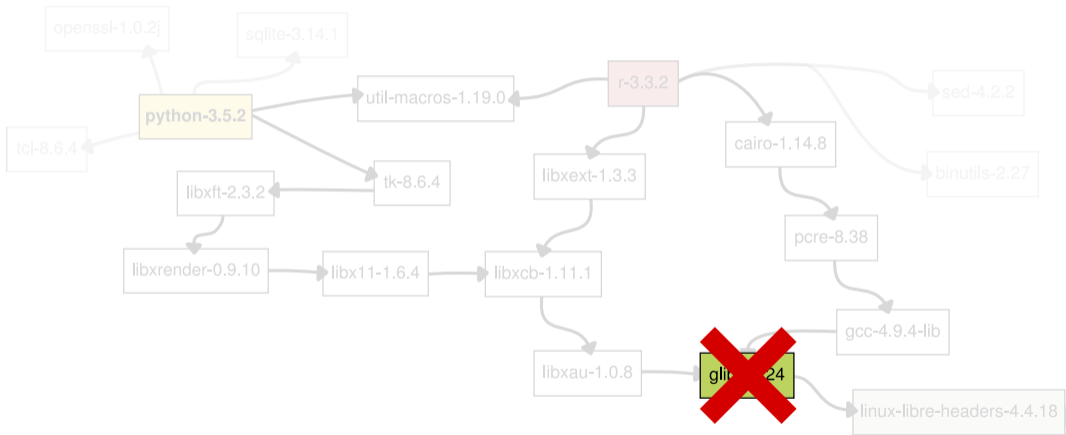 openssl-1.0.2j
sqlite-3.14.1
r-3.3.2
util-macros-1.19.0
sed-4.2.2
python-3.5.2
tcl-8.6.4
cairo-1.14.8
libxext-1.3.3
binutils-2.27
tk-8.6.4
libxft-2.3.2
pcre-8.38
libxrender-0.9.10
libx11-1.6.4
libxcb-1.11.1
gcc-4.9.4-lib
libxau-1.0.8
linux-libre-headers-4.4.18